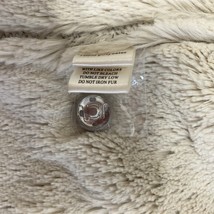 WITH LIKE COLORS
DO NOT BLEACH
TUMBLE DRY LOW
DO NOT IRON FUR